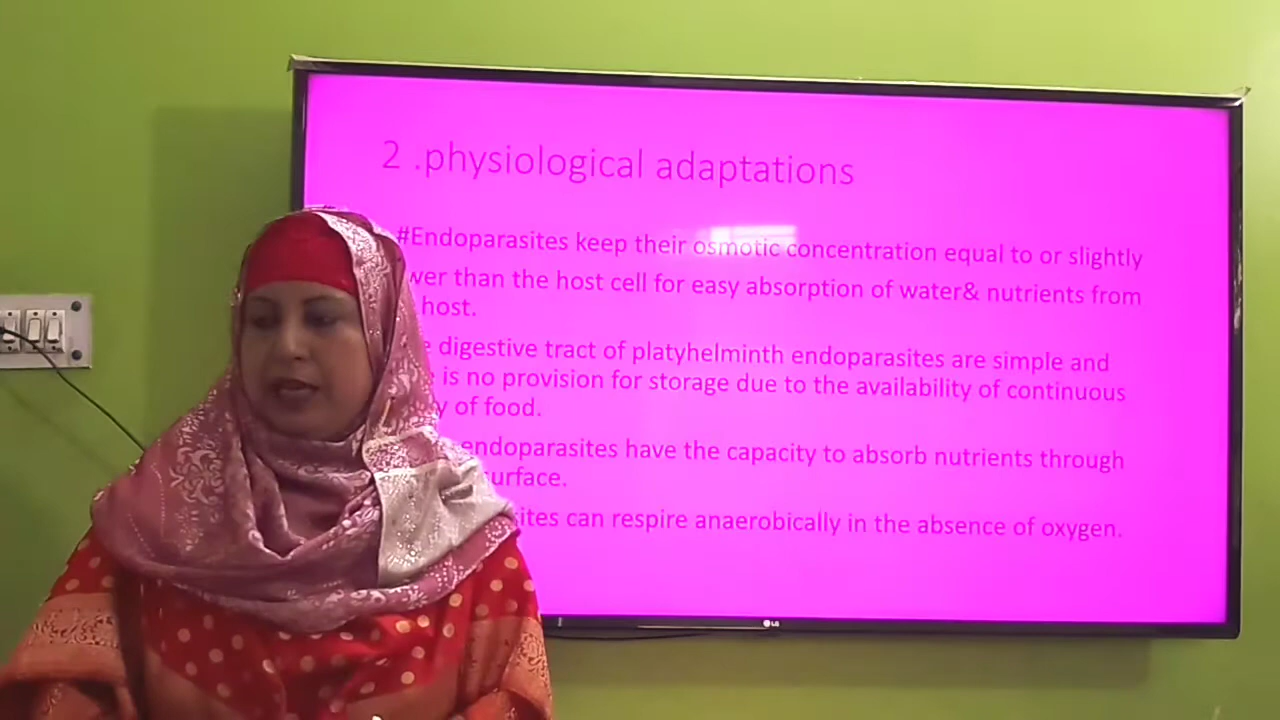 2 .physiological adaptations
#Endoparasites keep their osmotic concentration equal to or slightly
wer than the host cell for easy absorption of water& nutrients from
host.
e digestive tract of platyhelminth endoparasites are simple and
is no provision for storage due to the availability of continuous
y of food.
endoparasites have the capacity to absorb nutrients through
urface.
ites can respire anaerobically in the absence of oxygen.
LG